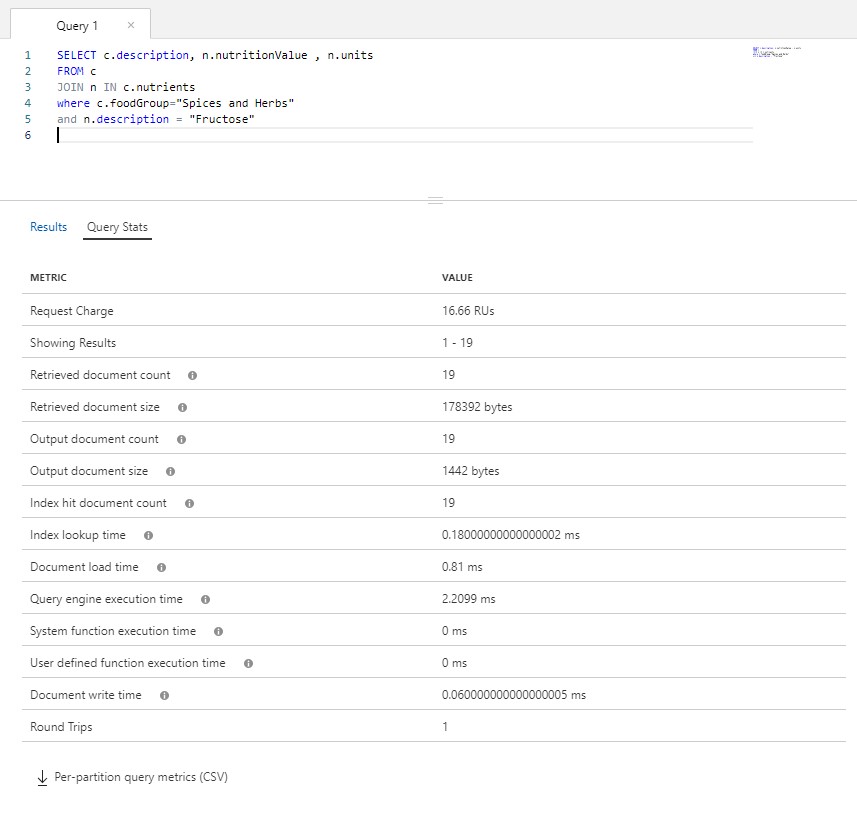 Query 1 ×
1 SELECT c.description, n.nutritionValue , n.units
2 FROM c
3 JOIN n IN c.nutrients
4 where c.foodGroup="Spices and Herbs"
5 and n.description = "Fructose"
6
Results Query Stats
METRIC VALUE
Request Charge 16.66 RUs
Showing Results 1 - 19
Retrieved document count 19
Retrieved document size 178392 bytes
Output document count 19
Output document size 1442 bytes
Index hit document count 19
Index lookup time 0.18000000000000002 ms
Document load time 0.81 ms
Query engine execution time 2.2099 ms
System function execution time 0 ms
User defined function execution time 0 ms
Document write time 0.060000000000000005 ms
Round Trips 1
Per-partition query metrics (CSV)